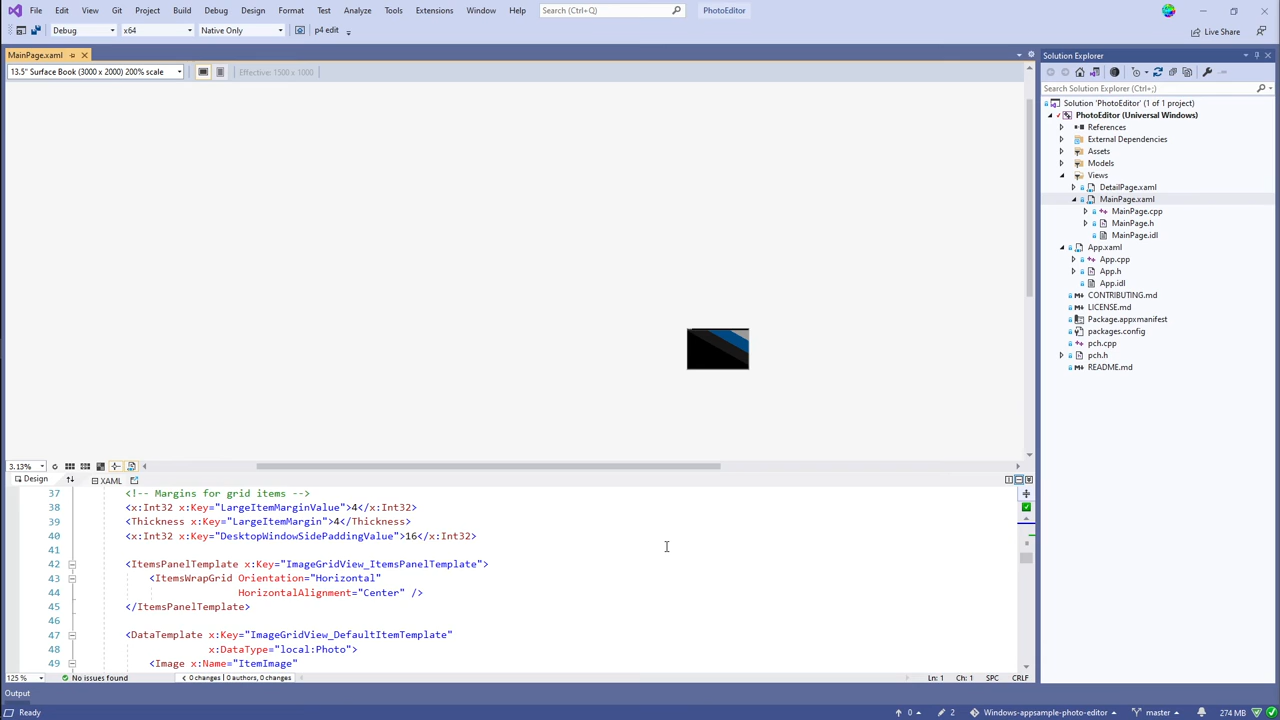 File Edit View Git Project Build Debug Design Format Test Analyze Tools Extensions Window Help Search (Ctrl+Q) PhotoEditor
Debug x64 Native Only p4 edit Live Share
MainPage.xaml
13.5" Surface Book (3000 x 2000) 200% scale Effective: 1500 x 1000
3.13%
Design XAML
37 <!-- Margins for grid items -->
38 <x:Int32 x:Key="LargeItemMarginValue">4</x:Int32>
39 <Thickness x:Key="LargeItemMargin">4</Thickness>
40 <x:Int32 x:Key="DesktopWindowSidePaddingValue">16</x:Int32>
41
42 <ItemsPanelTemplate x:Key="ImageGridView_ItemsPanelTemplate">
43 <ItemsWrapGrid Orientation="Horizontal"
44 HorizontalAlignment="Center" />
45 </ItemsPanelTemplate>
46
47 <DataTemplate x:Key="ImageGridView_DefaultItemTemplate"
48 x:DataType="local:Photo">
49 <Image x:Name="ItemImage"
125 % No issues found 0 changes | 0 authors, 0 changes Ln: 1 Ch: 1 SPC CRLF
Output
Solution Explorer
Search Solution Explorer (Ctrl+;)
Solution 'PhotoEditor' (1 of 1 project)
PhotoEditor (Universal Windows)
References
External Dependencies
Assets
Models
Views
DetailPage.xaml
MainPage.xaml
MainPage.cpp
MainPage.h
MainPage.idl
App.xaml
App.cpp
App.h
App.idl
CONTRIBUTING.md
LICENSE.md
Package.appxmanifest
packages.config
pch.cpp
pch.h
README.md
Ready 0 2 Windows-appsample-photo-editor master 274 MB